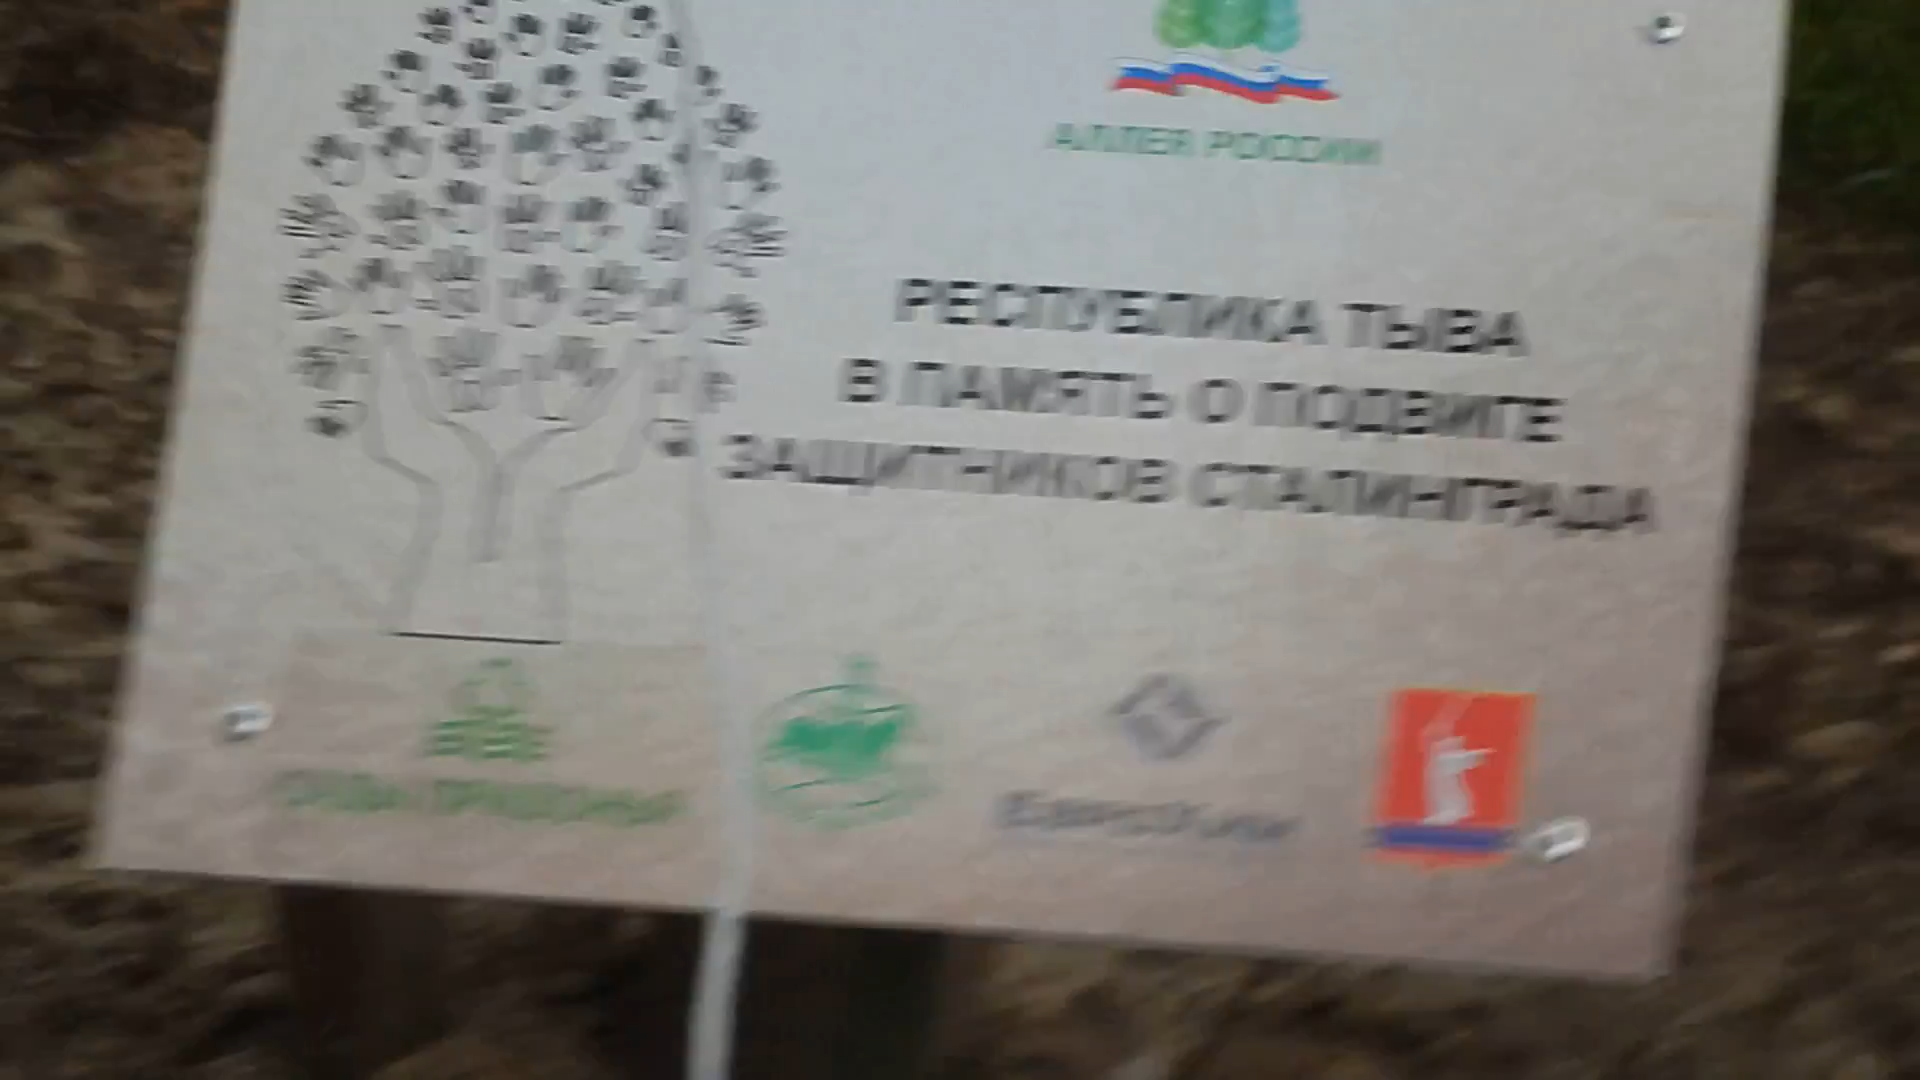 АЛЛЕЯ РОССИИ
РЕСПУБЛИКА ТЫВА
В ПАМЯТЬ О ПОДВИГЕ
ЗАЩИТНИКОВ СТАЛИНГРАДА